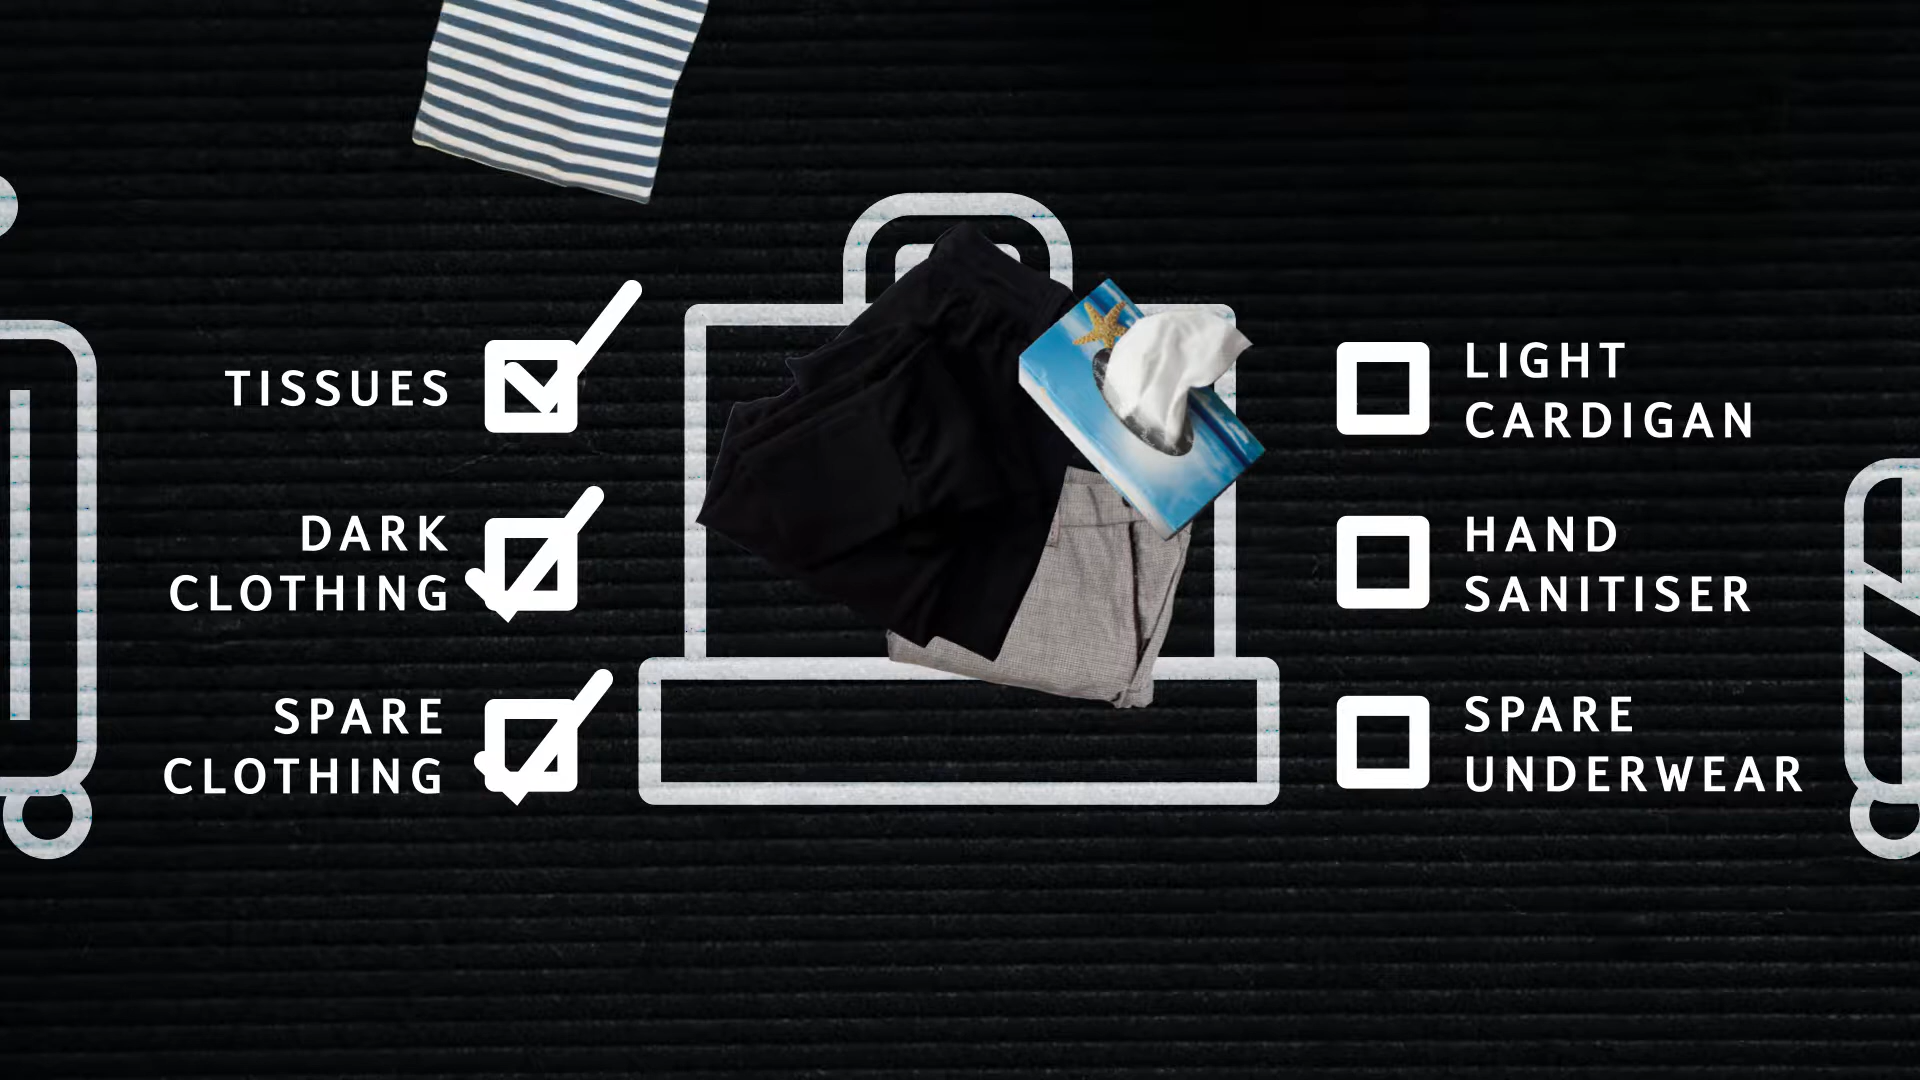 TISSUES
DARK
CLOTHING
SPARE
CLOTHING
LIGHT
CARDIGAN
HAND
SANITISER
SPARE
UNDERWEAR